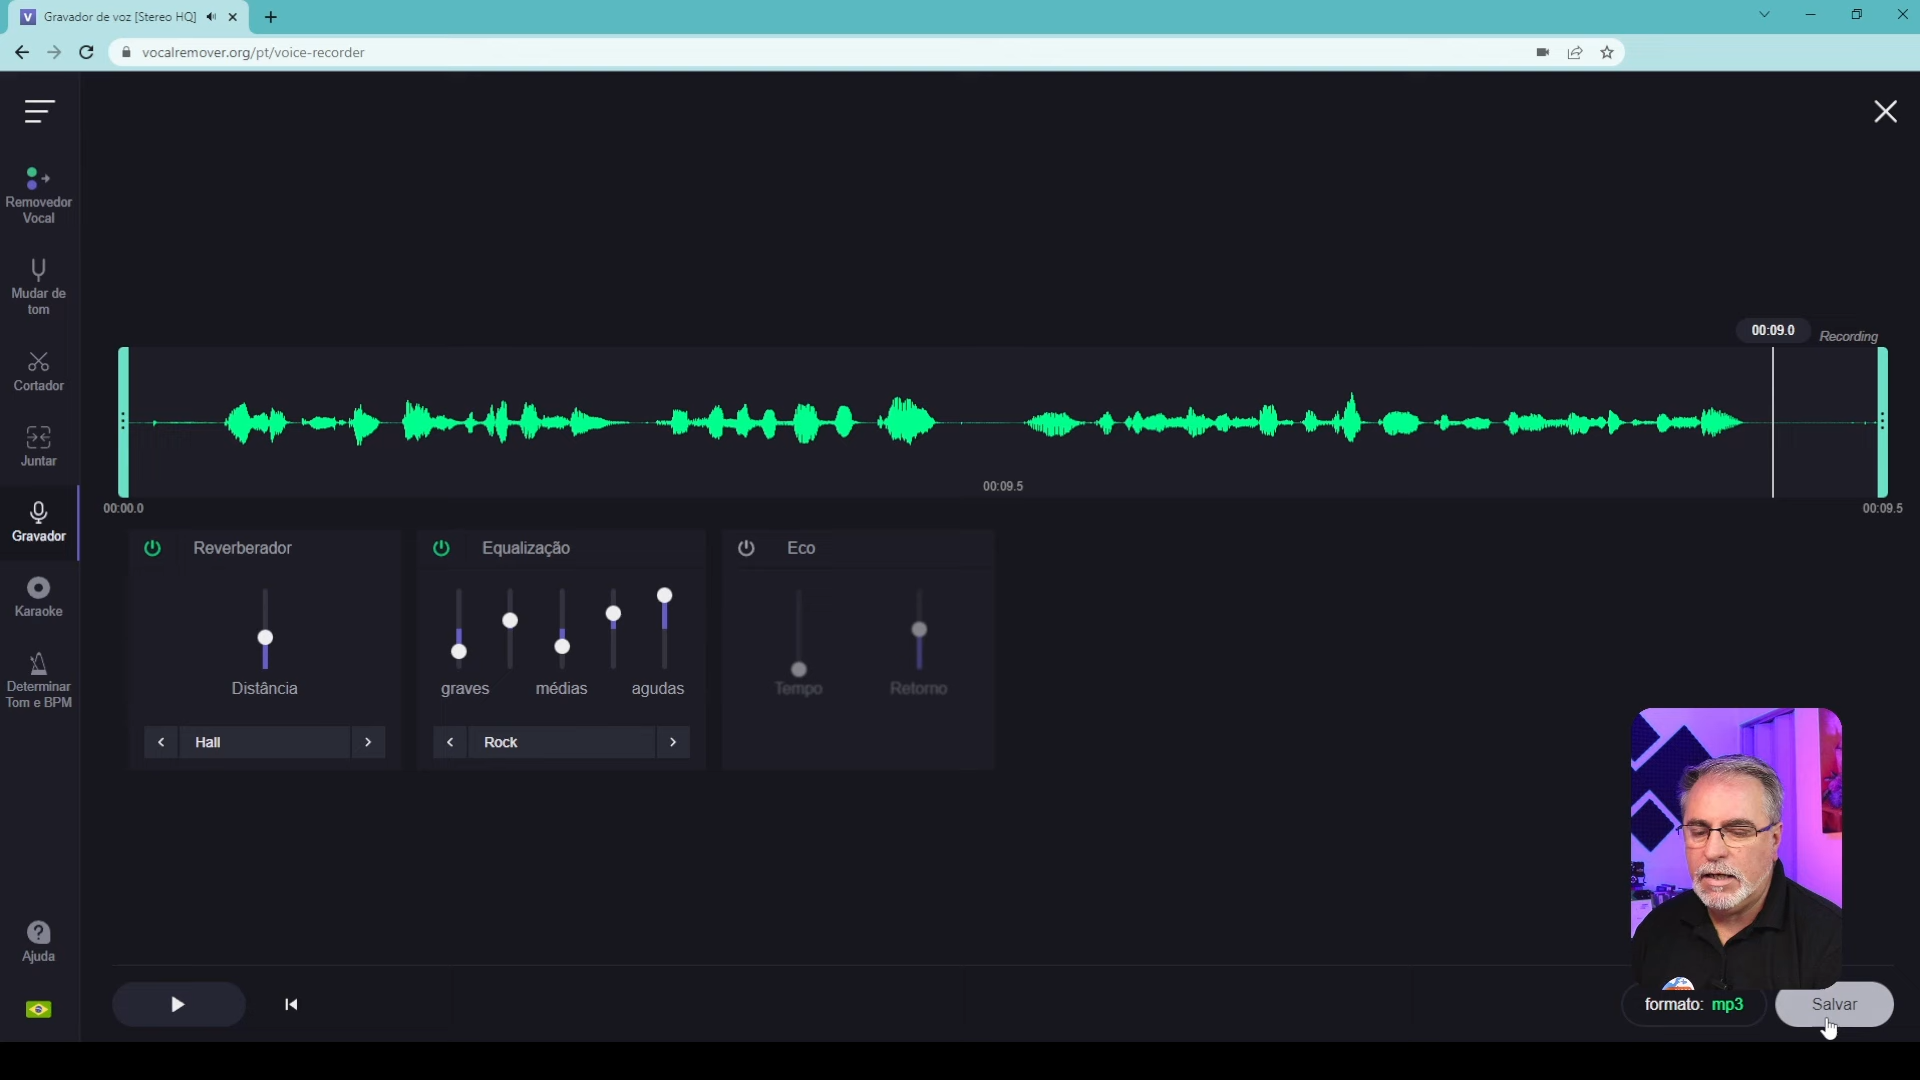 Gravador de voz [Stereo HQ]
vocalremover.org/pt/voice-recorder
Removedor
Vocal
Mudar de
tom
Cortador
Juntar
Gravador
Karaoke
Determinar
Tom e BPM
Ajuda
00:09.0
Recording
00:09.5
00:00.0
00:09.5
Reverberador
Distância
Hall
Equalização
graves médias agudas
Rock
Eco
Tempo Retorno
formato: mp3
Salvar